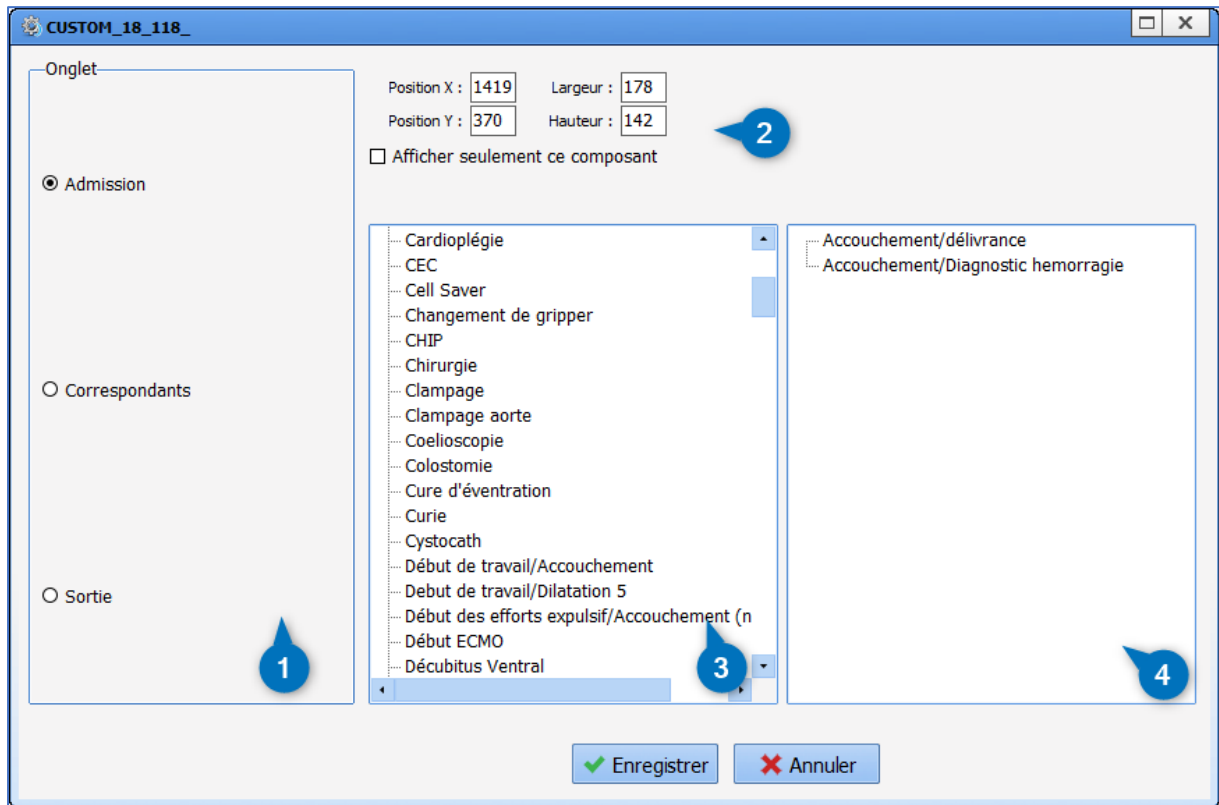 CUSTOM_18_118_
Onglet
Admission
Correspondants
Sortie
1
Position X : 1419 Largeur : 178
Position Y : 370 Hauteur : 142
Afficher seulement ce composant
2
Cardioplégie
CEC
Cell Saver
Changement de gripper
CHIP
Chirurgie
Clampage
Clampage aorte
Coelioscopie
Colostomie
Cure d'éventration
Curie
Cystocath
Début de travail/Accouchement
Debut de travail/Dilatation 5
Début des efforts expulsif/Accouchement (n
Début ECMO
Décubitus Ventral
3
Accouchement/délivrance
Accouchement/Diagnostic hemorragie
4
Enregistrer Annuler